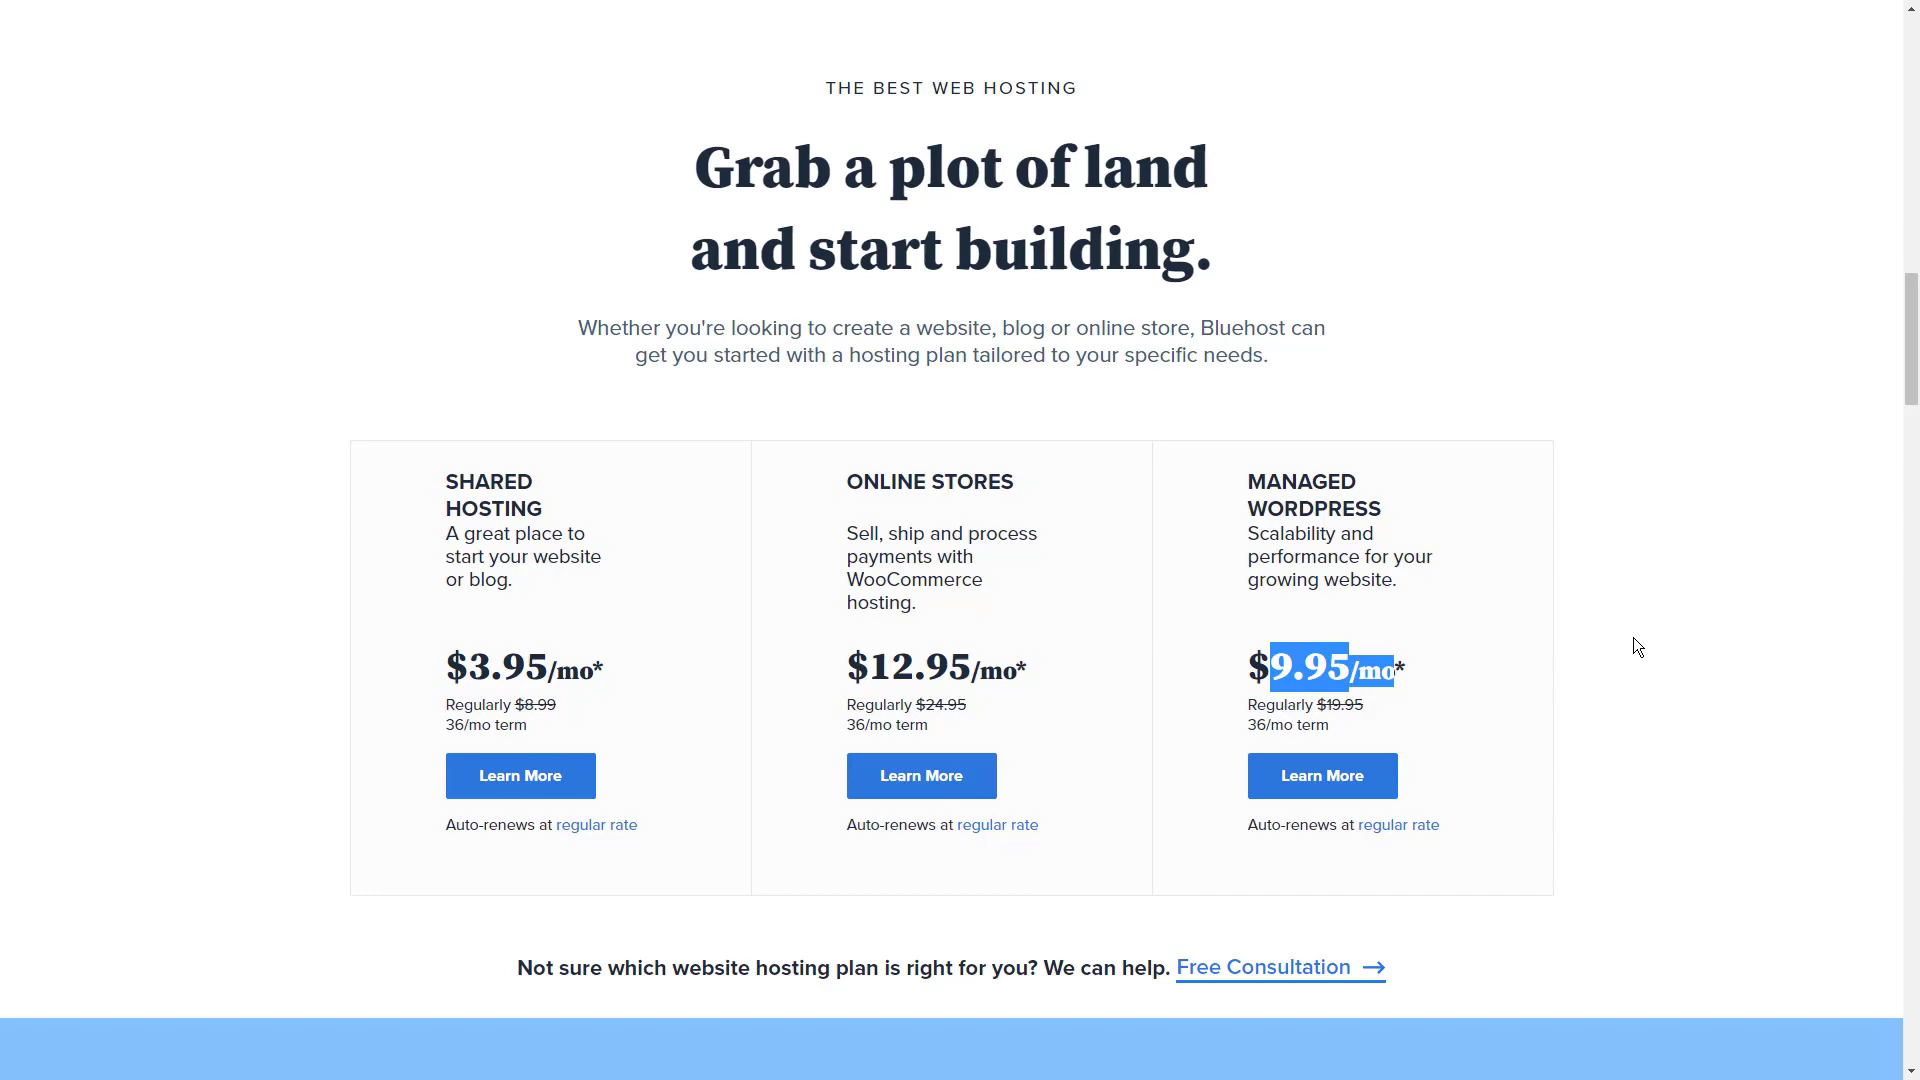 THE BEST WEB HOSTING
Grab a plot of land
and start building.
Whether you're looking to create a website, blog or online store, Bluehost can
get you started with a hosting plan tailored to your specific needs.
SHARED
HOSTING
A great place to
start your website
or blog.
$3.95/mo*
Regularly $8.99
36/mo term
Learn More
Auto-renews at regular rate
ONLINE STORES
Sell, ship and process
payments with
WooCommerce
hosting.
$12.95/mo*
Regularly $24.95
36/mo term
Learn More
Auto-renews at regular rate
MANAGED
WORDPRESS
Scalability and
performance for your
growing website.
$9.95/mo*
Regularly $19.95
36/mo term
Learn More
Auto-renews at regular rate
Not sure which website hosting plan is right for you? We can help. Free Consultation →